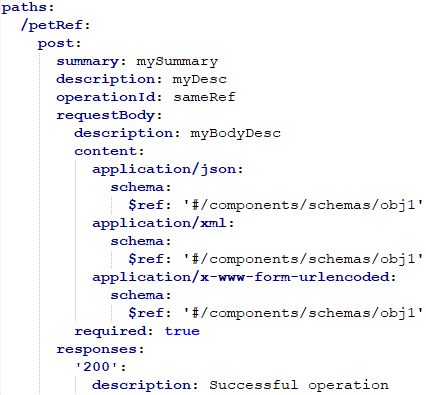 paths:
  /petRef:
    post:
      summary: mySummary
      description: myDesc
      operationId: sameRef
      requestBody:
        description: myBodyDesc
        content:
          application/json:
            schema:
              $ref: '#/components/schemas/obj1'
          application/xml:
            schema:
              $ref: '#/components/schemas/obj1'
          application/x-www-form-urlencoded:
            schema:
              $ref: '#/components/schemas/obj1'
        required: true
      responses:
        '200':
          description: Successful operation